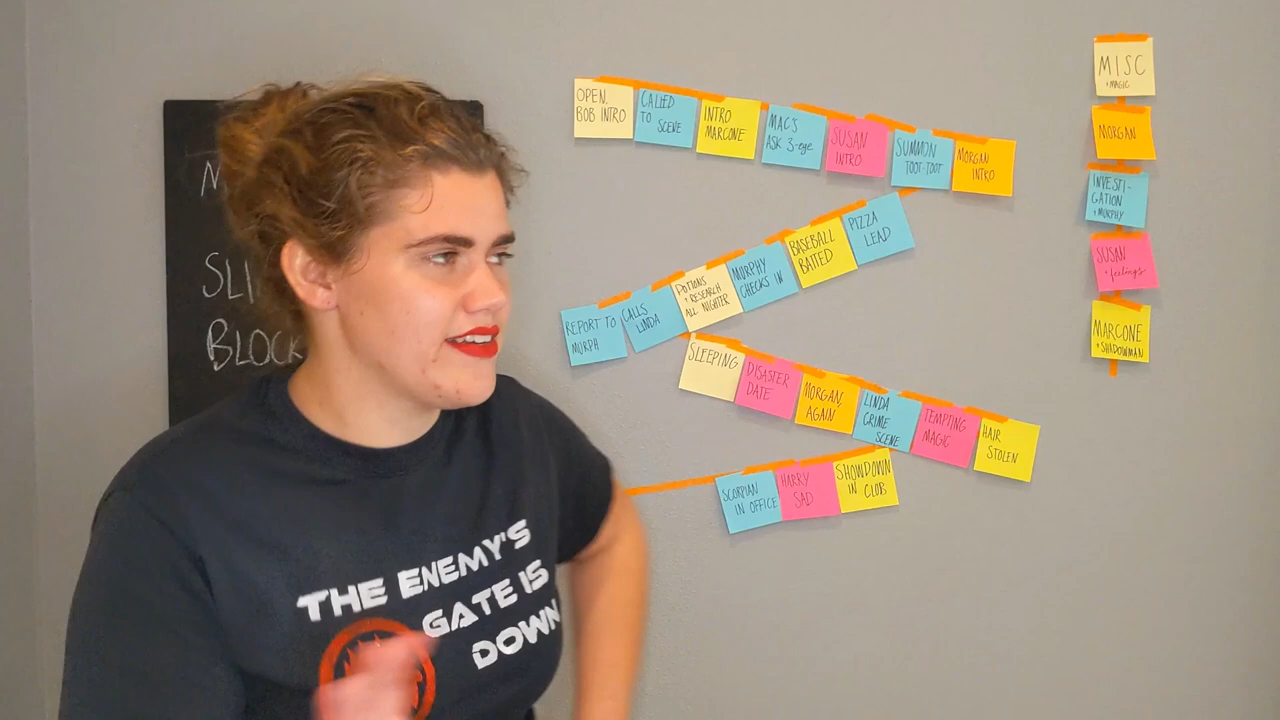 M
SLI
BLOCK
OPEN,
BOB INTRO
CALLED
TO SCENE
INTRO
MARCONE
MAC'S
ASK 3-eye
SUSAN
INTRO
SUMMON
TOOT-TOOT
MORGAN
INTRO
REPORT TO
MURPH
CALLS
LINDA
POTIONS
+ RESEARCH
ALL NIGHTER
MURPHY
CHECKS IN
BASEBALL
BATTED
PIZZA
LEAD
SLEEPING
DISASTER
DATE
MORGAN,
AGAIN
LINDA
CRIME
SCENE
TEMPTING
MAGIC
HAIR
STOLEN
SCORPIAN
IN OFFICE
HARRY
SAD
SHOWDOWN
IN CLUB
MISC
+ MAGIC
MORGAN
INVESTI-
GATION
+ MURPHY
SUSAN
+ feelings
MARCONE
+ SHADOWMAN
THE ENEMY'S
GATE IS
DOWN